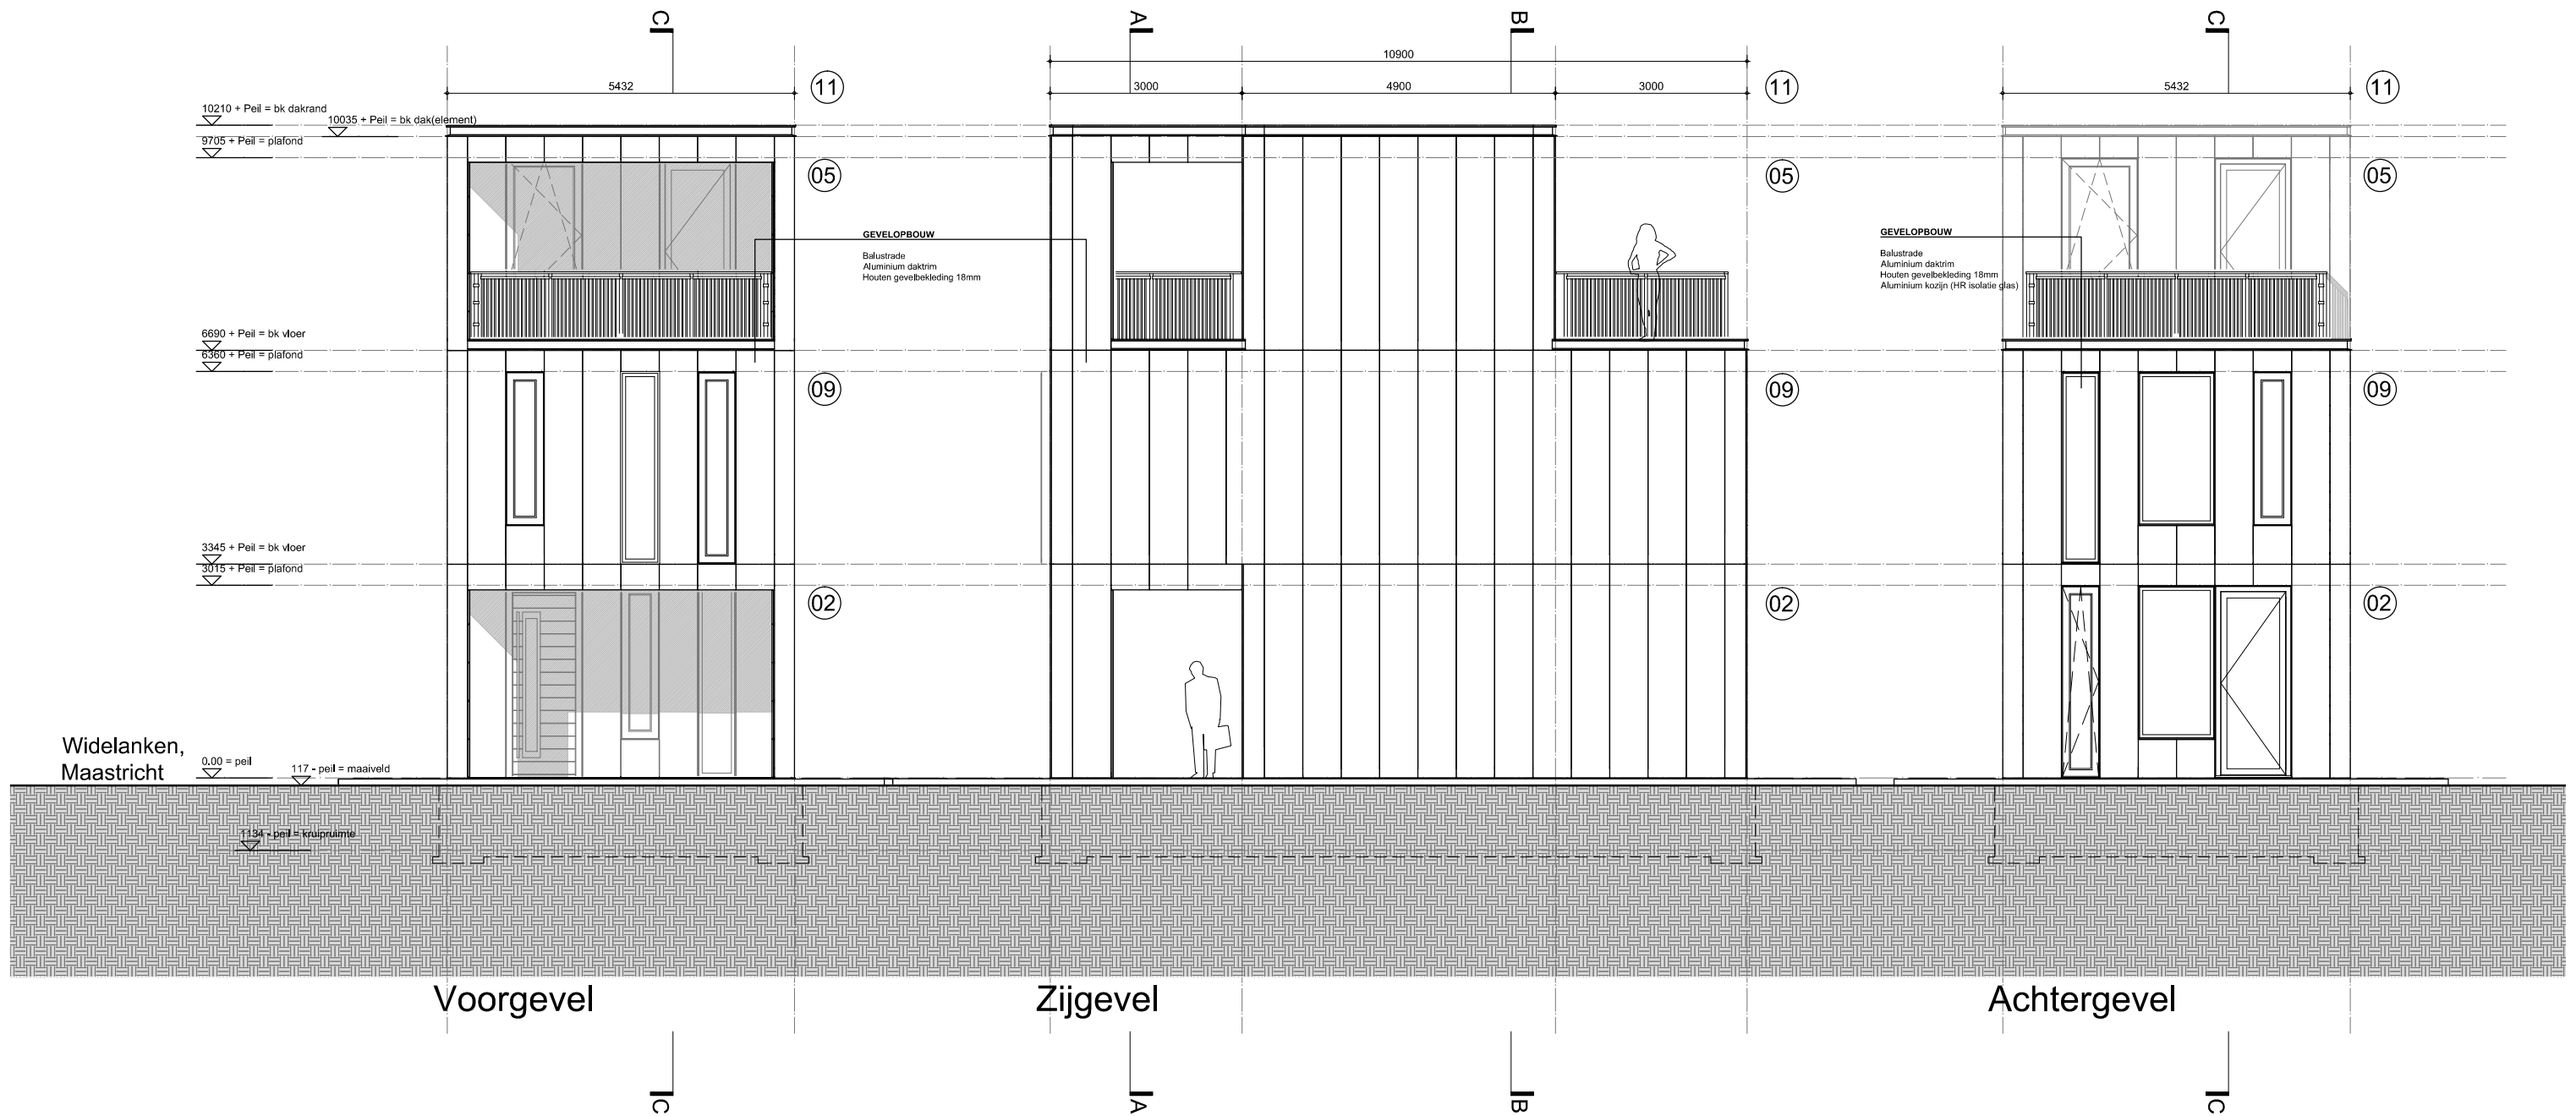 C
A
B
C
10900
5432
11
3000
4900
3000
11
5432
11
10210 + Peil = bk dakrand
10035 + Peil = bk dak(element)
9705 + Peil = plafond
05
05
05
GEVELOPBOUW
Balustrade
Aluminium daktrim
Houten gevelbekleding 18mm
GEVELOPBOUW
Balustrade
Aluminium daktrim
Houten gevelbekleding 18mm
Aluminium kozijn (HR isolatie glas)
6690 + Peil = bk vloer
6360 + Peil = plafond
09
09
09
3345 + Peil = bk vloer
3015 + Peil = plafond
02
02
02
Widelanken,
Maastricht
0.00 = peil
117 - peil = maaiveld
1134 - peil = kruipruimte
Voorgevel
Zijgevel
Achtergevel
C
A
B
C